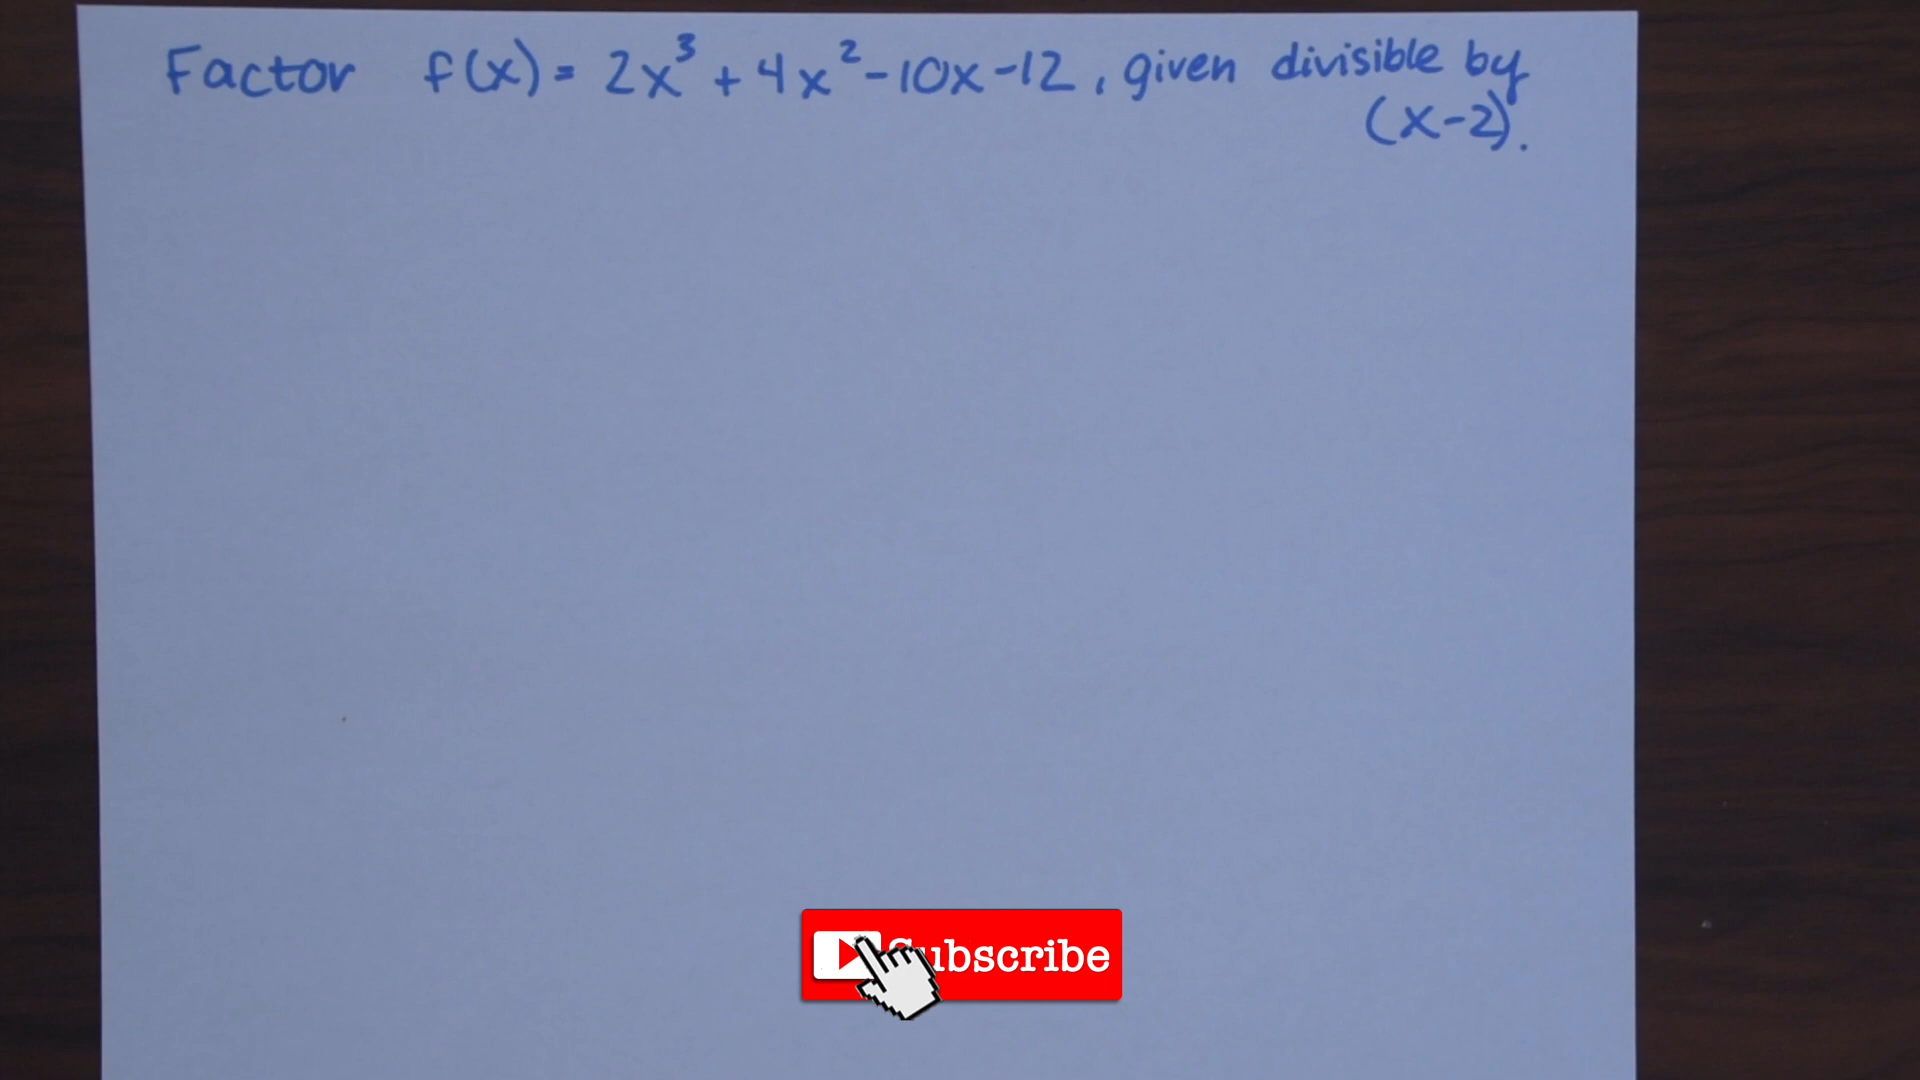 Factor f(x) = 2x³ + 4x² - 10x - 12, given divisible by
(x-2).
Subscribe